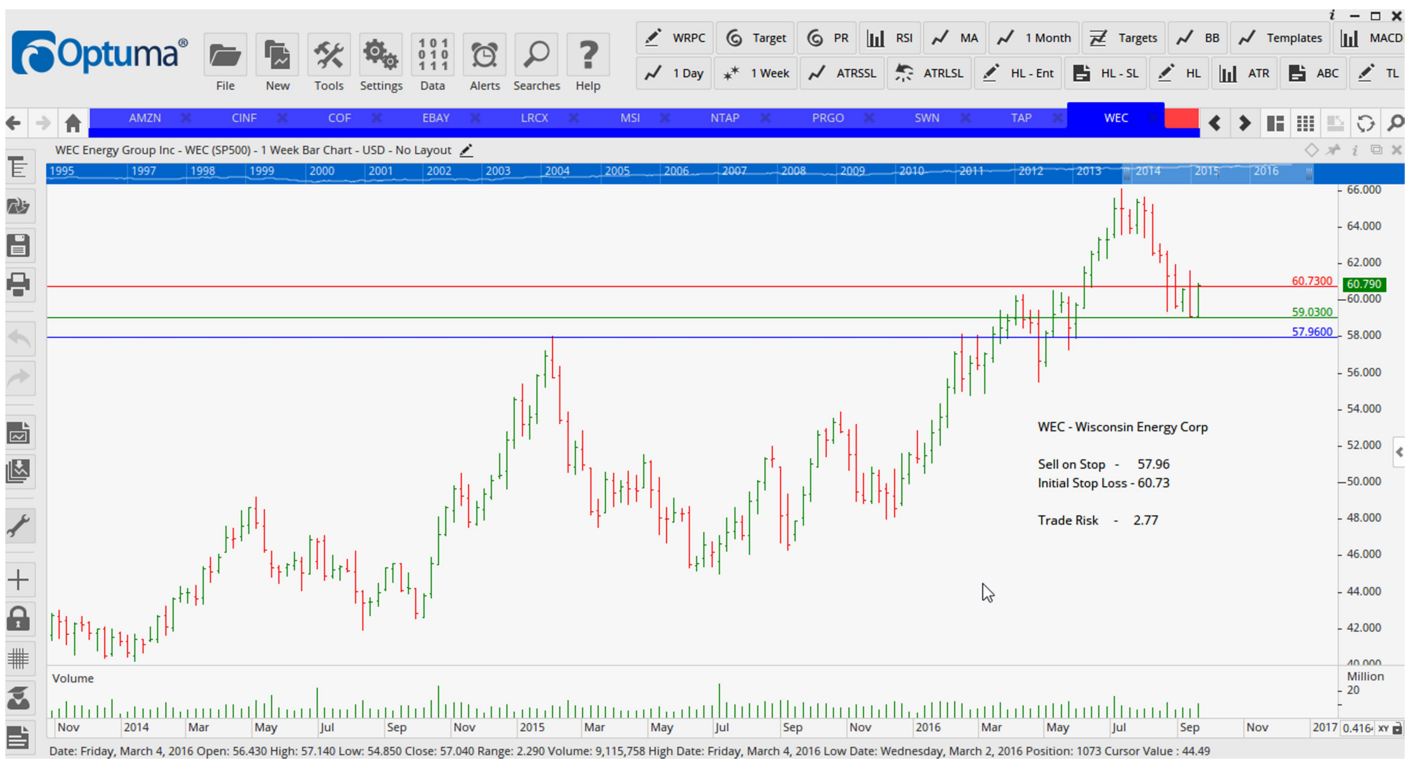 i
Optuma®
File New Tools Settings Data Alerts Searches Help
WRPC Target PR RSI MA 1 Month Targets BB Templates MACD
1 Day 1 Week ATRSSL ATRLSL HL - Ent HL - SL HL ATR ABC TL
101
010
111
AMZN CINF COF EBAY LRCX MSI NTAP PRGO SWN TAP WEC
WEC Energy Group Inc - WEC (SP500) - 1 Week Bar Chart - USD - No Layout
1995 1997 1998 1999 2000 2001 2002 2003 2004 2005 2006 2007 2008 2009 2010 2011 2012 2013 2014 2015 2016
66.000
64.000
62.000
60.7300 60.790
60.000
59.0300
58.000
57.9600
56.000
54.000
WEC - Wisconsin Energy Corp
52.000
Sell on Stop - 57.96
Initial Stop Loss - 60.73
50.000
Trade Risk - 2.77
48.000
46.000
44.000
42.000
40.000
Volume
Million
20
Nov 2014 Mar May Jul Sep Nov 2015 Mar May Jul Sep Nov 2016 Mar May Jul Sep Nov 2017 0.416 XY
Date: Friday, March 4, 2016 Open: 56.430 High: 57.140 Low: 54.850 Close: 57.040 Range: 2.290 Volume: 9,115,758 High Date: Friday, March 4, 2016 Low Date: Wednesday, March 2, 2016 Position: 1073 Cursor Value : 44.49